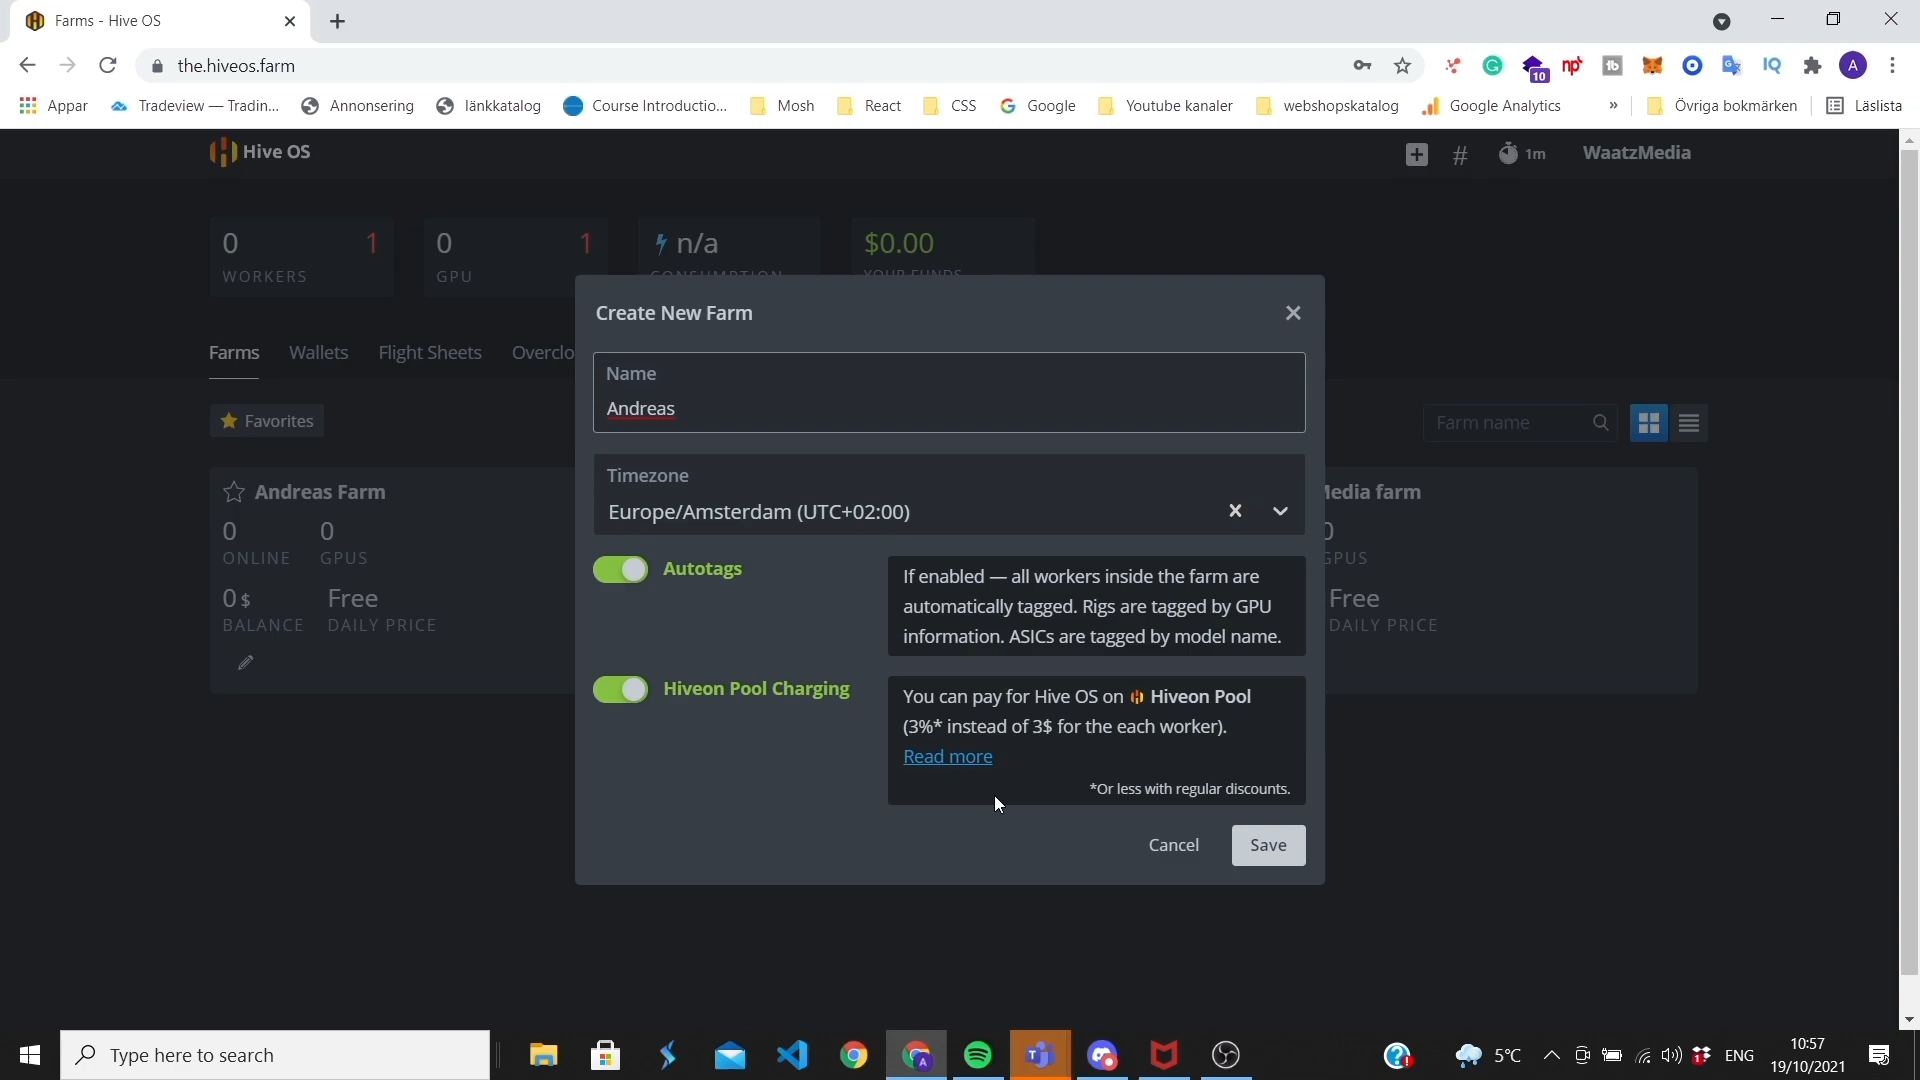 Farms - Hive OS
the.hiveos.farm
10
A
Appar
Tradeview — Tradin...
Annonsering
länkkatalog
Course Introductio...
Mosh
React
CSS
Google
Youtube kanaler
webshopskatalog
Google Analytics
»
Övriga bokmärken
Läslista
Hive OS
1m
WaatzMedia
0
1
WORKERS
0
1
GPU
n/a
CONSUMPTION
$0.00
YOUR FUNDS
Farms
Wallets
Flight Sheets
Overclo
Favorites
Farm name
Andreas Farm
0
0
ONLINE
GPUS
0 $
Free
BALANCE
DAILY PRICE
Media farm
0
GPUS
Free
DAILY PRICE
Create New Farm
Name
Andreas
Timezone
Europe/Amsterdam (UTC+02:00)
Autotags
If enabled — all workers inside the farm are
automatically tagged. Rigs are tagged by GPU
information. ASICs are tagged by model name.
Hiveon Pool Charging
You can pay for Hive OS on Hiveon Pool
(3%* instead of 3$ for the each worker).
Read more
*Or less with regular discounts.
Cancel
Save
Type here to search
5°C
ENG
10:57
19/10/2021